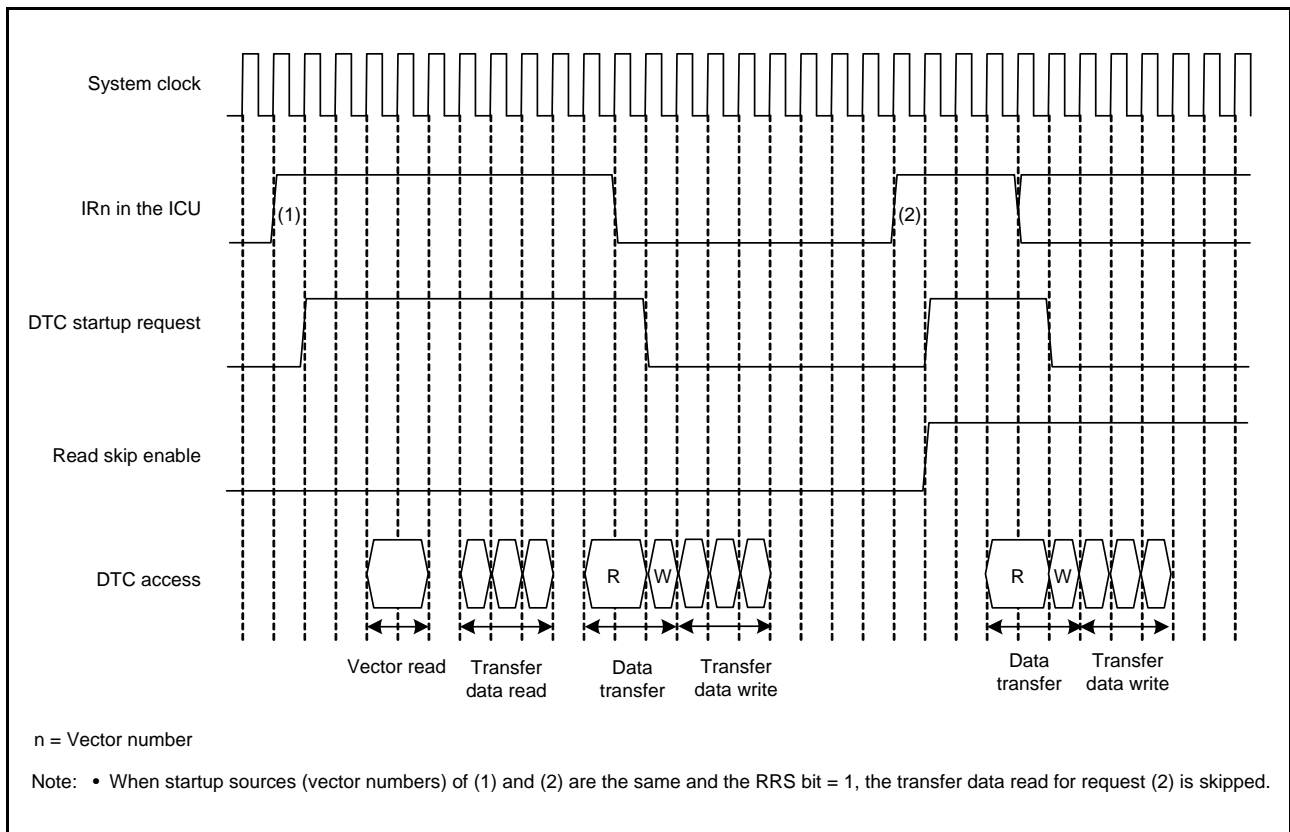 System clock
IRn in the ICU
(1)
(2)
DTC startup request
Read skip enable
DTC access
R
W
R
W
Vector read
Transfer
data read
Data
transfer
Transfer
data write
Data
transfer
Transfer
data write
n = Vector number
Note: • When startup sources (vector numbers) of (1) and (2) are the same and the RRS bit = 1, the transfer data read for request (2) is skipped.